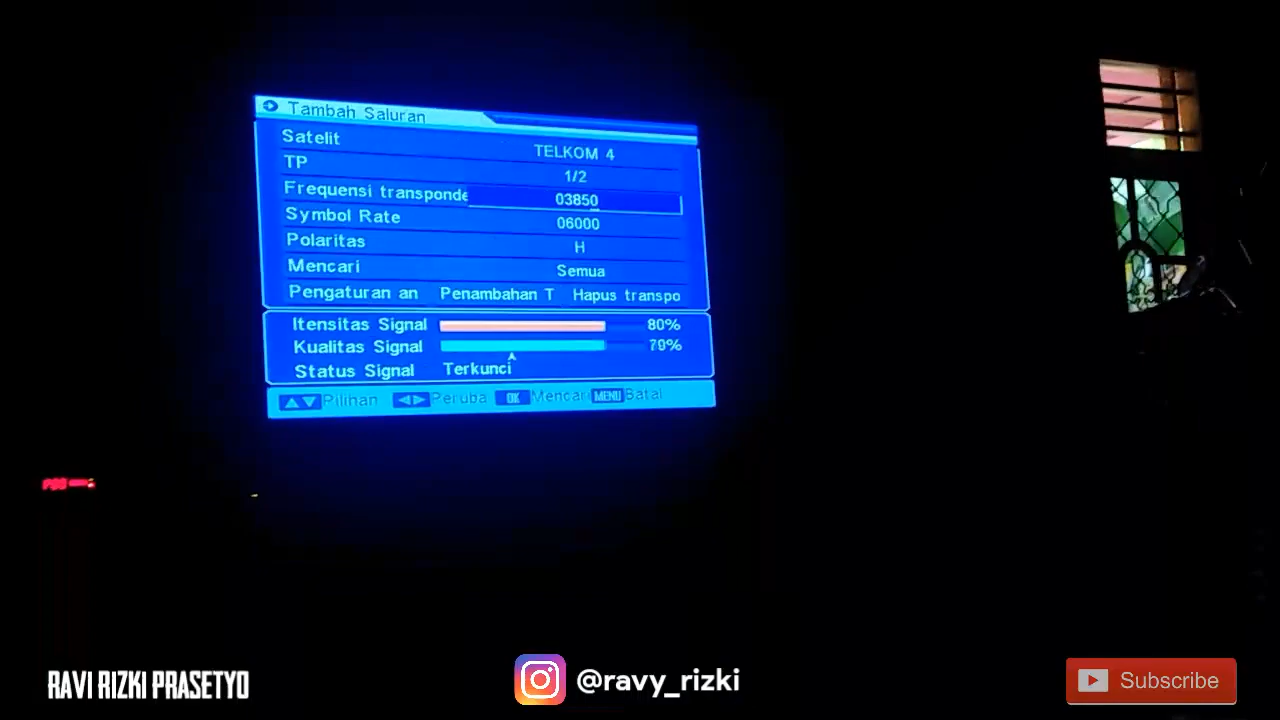 Tambah Saluran
Satelit TELKOM 4
TP 1/2
Frequensi transponde 03850
Symbol Rate 06000
Polaritas H
Mencari Semua
Pengaturan an Penambahan T Hapus transpo
Itensitas Signal 80%
Kualitas Signal 79%
Status Signal Terkunci
Pilihan Peruba OK Mencari MENU Batal
RAVI RIZKI PRASETYO
@ravy_rizki
Subscribe